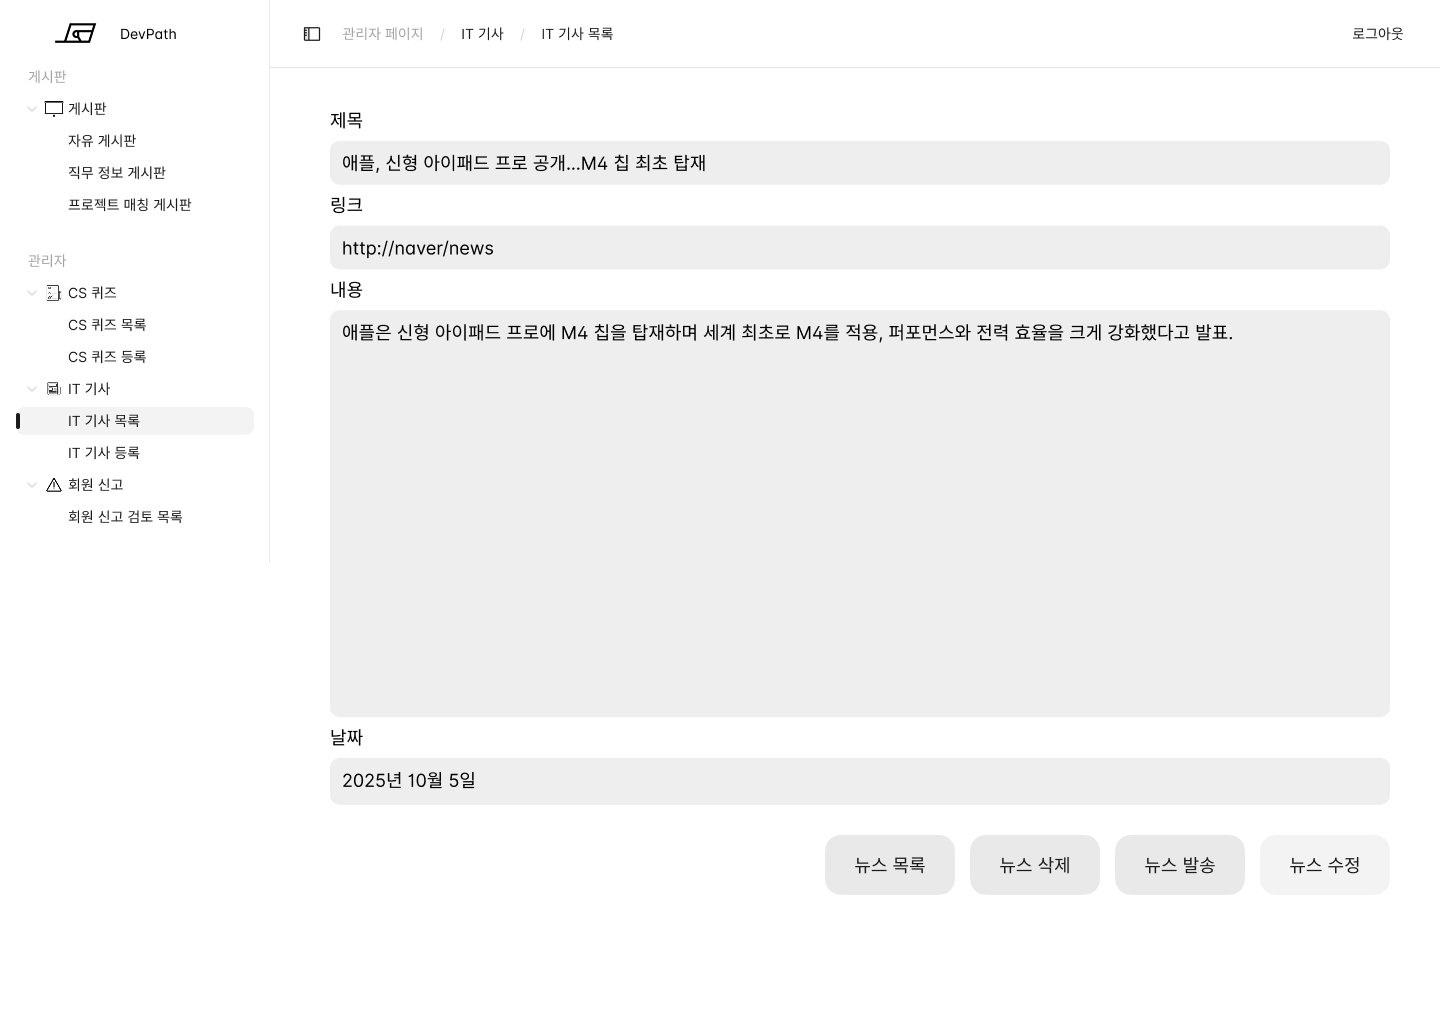 DevPath
게시판
게시판
자유 게시판
직무 정보 게시판
프로젝트 매칭 게시판
관리자
CS 퀴즈
CS 퀴즈 목록
CS 퀴즈 등록
IT 기사
IT 기사 목록
IT 기사 등록
회원 신고
회원 신고 검토 목록
관리자 페이지 / IT 기사 / IT 기사 목록
로그아웃
제목
애플, 신형 아이패드 프로 공개...M4 칩 최초 탑재
링크
http://naver/news
내용
애플은 신형 아이패드 프로에 M4 칩을 탑재하며 세계 최초로 M4를 적용, 퍼포먼스와 전력 효율을 크게 강화했다고 발표.
날짜
2025년 10월 5일
뉴스 목록
뉴스 삭제
뉴스 발송
뉴스 수정